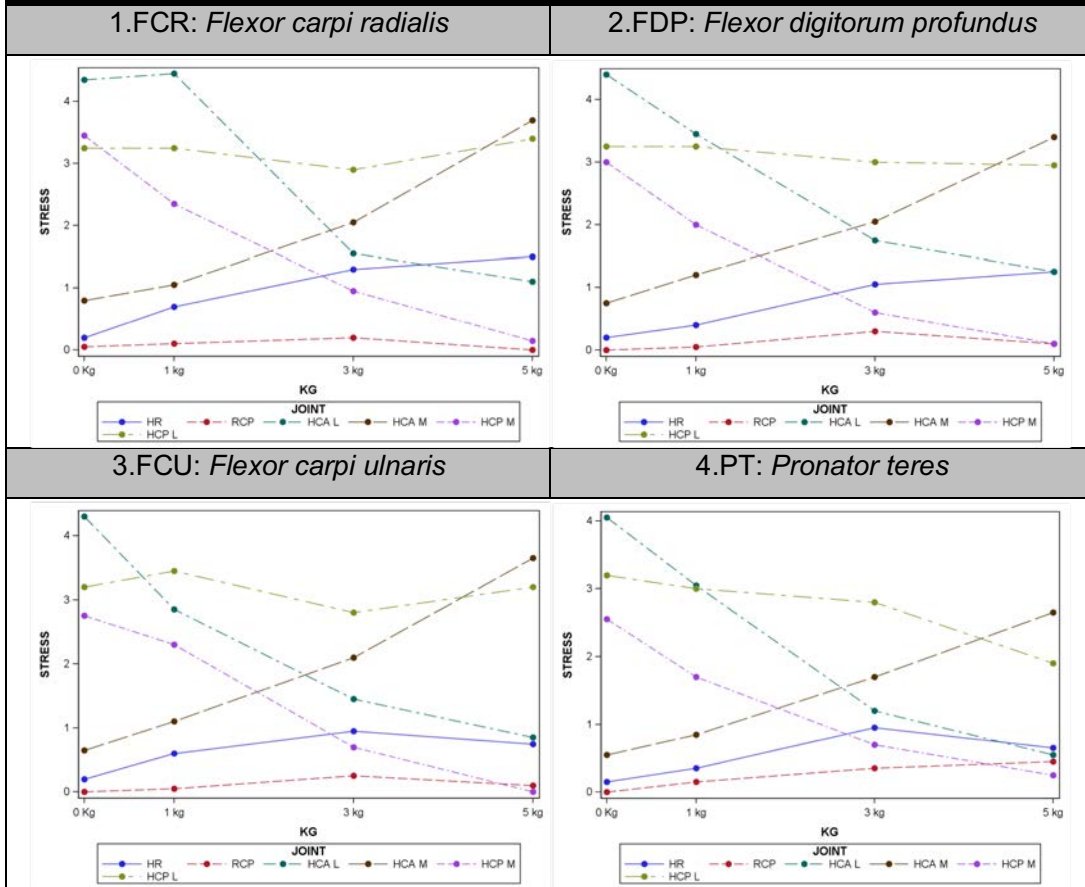 1.FCR: Flexor carpi radialis
2.FDP: Flexor digitorum profundus
4
3
2
1
0
STRESS
0 Kg 1 kg 3 kg 5 kg
KG
JOINT
HR RCP HCA L HCA M HCP M
HCP L
4
3
2
1
0
STRESS
0 Kg 1 kg 3 kg 5 kg
KG
JOINT
HR RCP HCA L HCA M HCP M
HCP L
3.FCU: Flexor carpi ulnaris
4.PT: Pronator teres
4
3
2
1
0
STRESS
0 Kg 1 kg 3 kg 5 kg
KG
JOINT
HR RCP HCA L HCA M HCP M
HCP L
4
3
2
1
0
STRESS
0 Kg 1 kg 3 kg 5 kg
KG
JOINT
HR RCP HCA L HCA M HCP M
HCP L